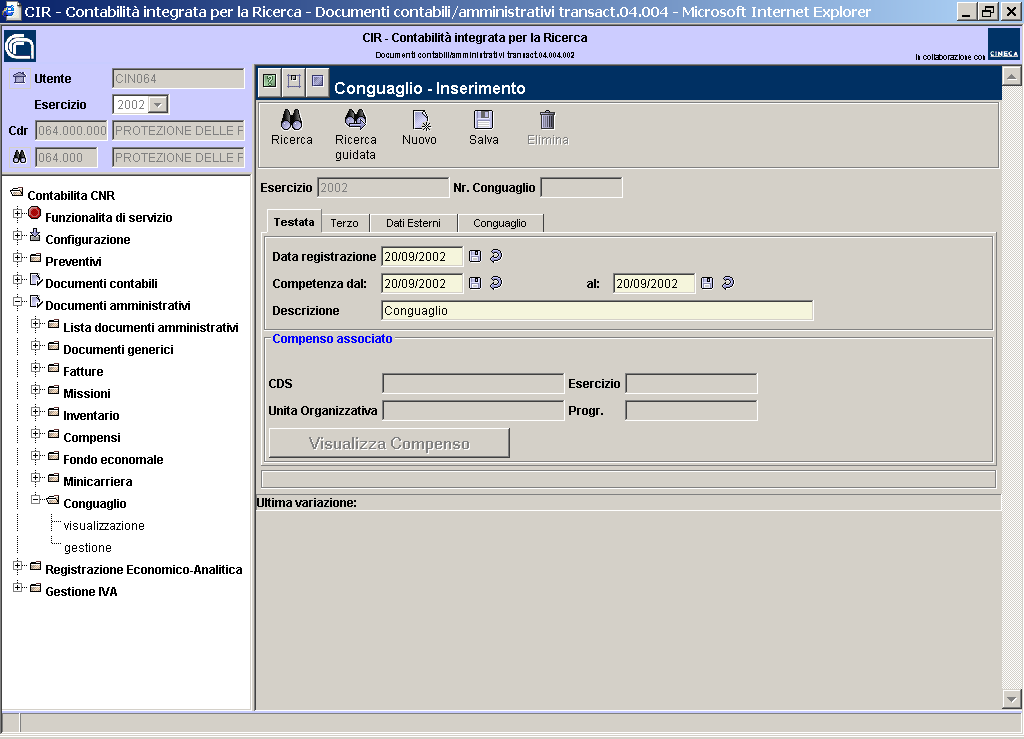 CIR - Contabilità integrata per la Ricerca - Documenti contabili/amministrativi transact.04.004 - Microsoft Internet Explorer
CIR - Contabilità integrata per la Ricerca
Documenti contabili/amministrativi transact.04.004.002
In collaborazione con CINECA
Utente CIN064
Esercizio 2002
Cdr 064.000.000 PROTEZIONE DELLE F
064.000 PROTEZIONE DELLE F
Contabilita CNR
Funzionalita di servizio
Configurazione
Preventivi
Documenti contabili
Documenti amministrativi
Lista documenti amministrativi
Documenti generici
Fatture
Missioni
Inventario
Compensi
Fondo economale
Minicarriera
Conguaglio
visualizzazione
gestione
Registrazione Economico-Analitica
Gestione IVA
Conguaglio - Inserimento
Ricerca Ricerca guidata Nuovo Salva Elimina
Esercizio 2002 Nr. Conguaglio
Testata Terzo Dati Esterni Conguaglio
Data registrazione 20/09/2002
Competenza dal: 20/09/2002 al: 20/09/2002
Descrizione Conguaglio
Compenso associato
CDS Esercizio
Unita Organizzativa Progr.
Visualizza Compenso
Ultima variazione: